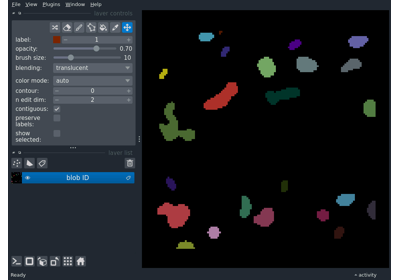 File View Plugins Window Help
layer controls
label: 1
opacity: 0.70
brush size: 10
blending: translucent
color mode: auto
contour: 0
n edit dim: 2
contiguous:
preserve
labels:
show
selected:
layer list
blob ID
Ready
activity